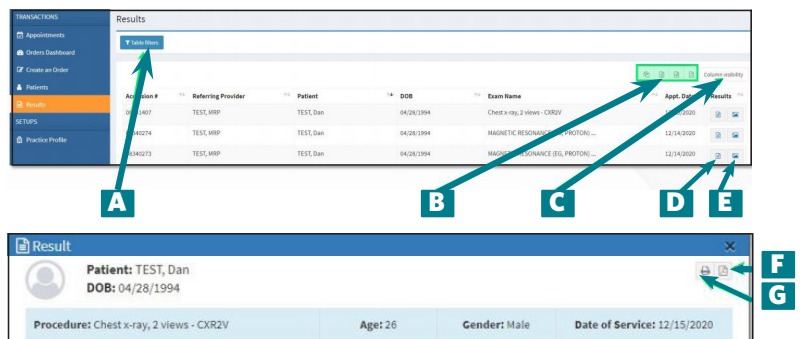 TRANSACTIONS
Results
Appointments
Table filters
Orders Dashboard
Create an Order
Patients
Results
SETUPS
Practice Profile
Column visibility
Referring Provider
Patient
DOB
Exam Name
Appt. Date
Results
TEST, MRP
TEST, Dan
04/28/1994
Chest x-ray, 2 views - CXR2V
TEST, MRP
TEST, Dan
04/28/1994
MAGNETIC RESONANCE (EG, PROTON) ...
12/14/2020
TEST, MRP
TEST, Dan
04/28/1994
MAGNETIC RESONANCE (EG, PROTON) ...
12/14/2020
A
B
C
D
E
Result
Patient: TEST, Dan
DOB: 04/28/1994
F
G
Procedure: Chest x-ray, 2 views - CXR2V Age: 26 Gender: Male Date of Service: 12/15/2020